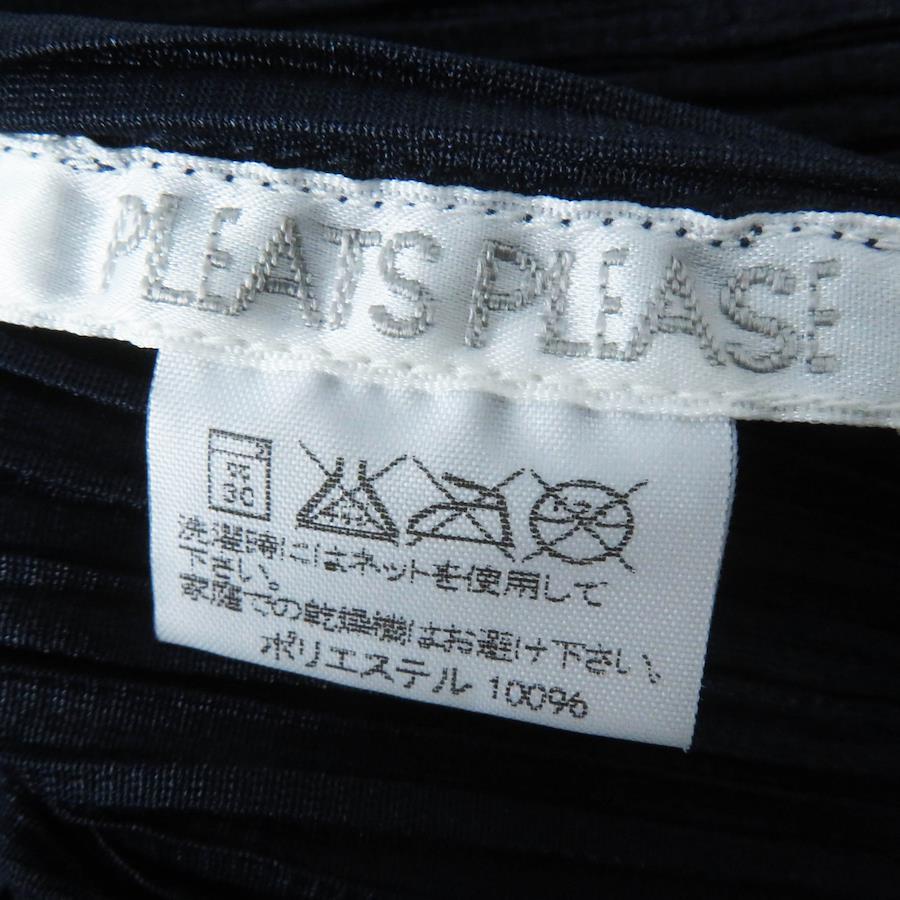 PLEATS PLEASE
弱
30
洗濯時にはネットを使用して
下さい。
家庭での乾燥機はお避け下さい。
ポリエステル 100%